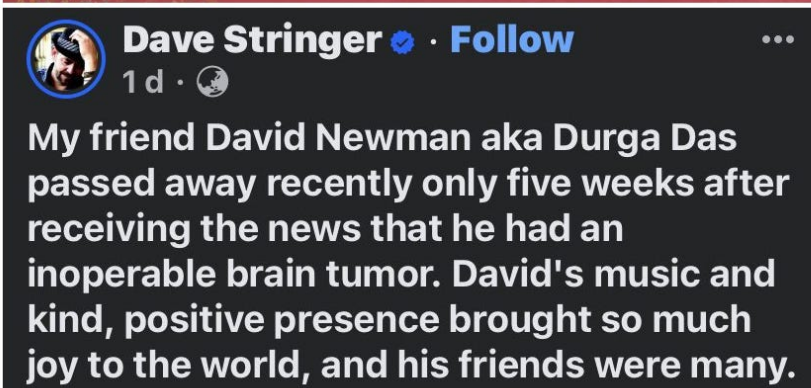 Dave Stringer · Follow
1 d ·
My friend David Newman aka Durga Das
passed away recently only five weeks after
receiving the news that he had an
inoperable brain tumor. David's music and
kind, positive presence brought so much
joy to the world, and his friends were many.